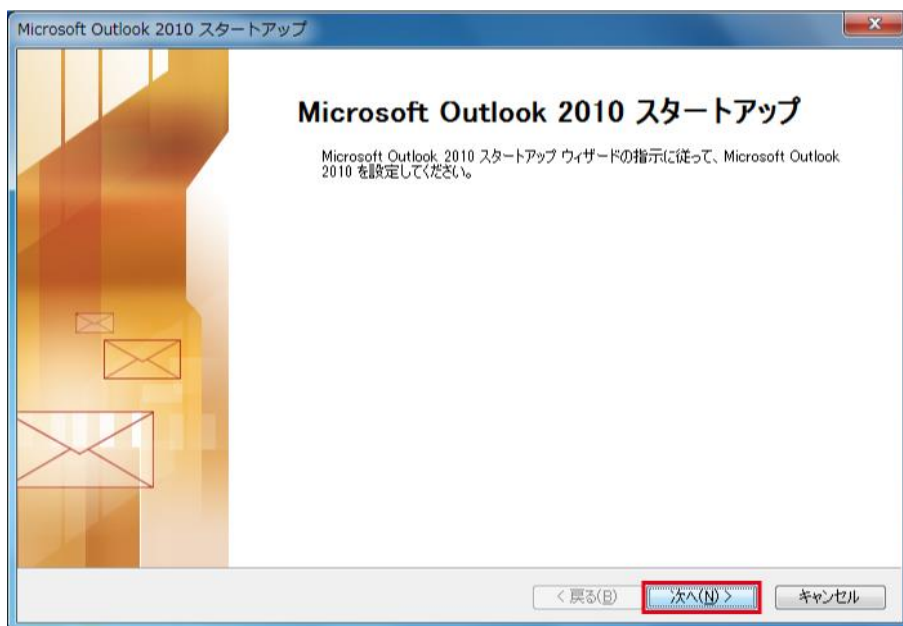 Microsoft Outlook 2010 スタートアップ
Microsoft Outlook 2010 スタートアップ
Microsoft Outlook 2010 スタートアップ ウィザードの指示に従って、Microsoft Outlook
2010 を設定してください。
< 戻る(B) 次へ(N) > キャンセル